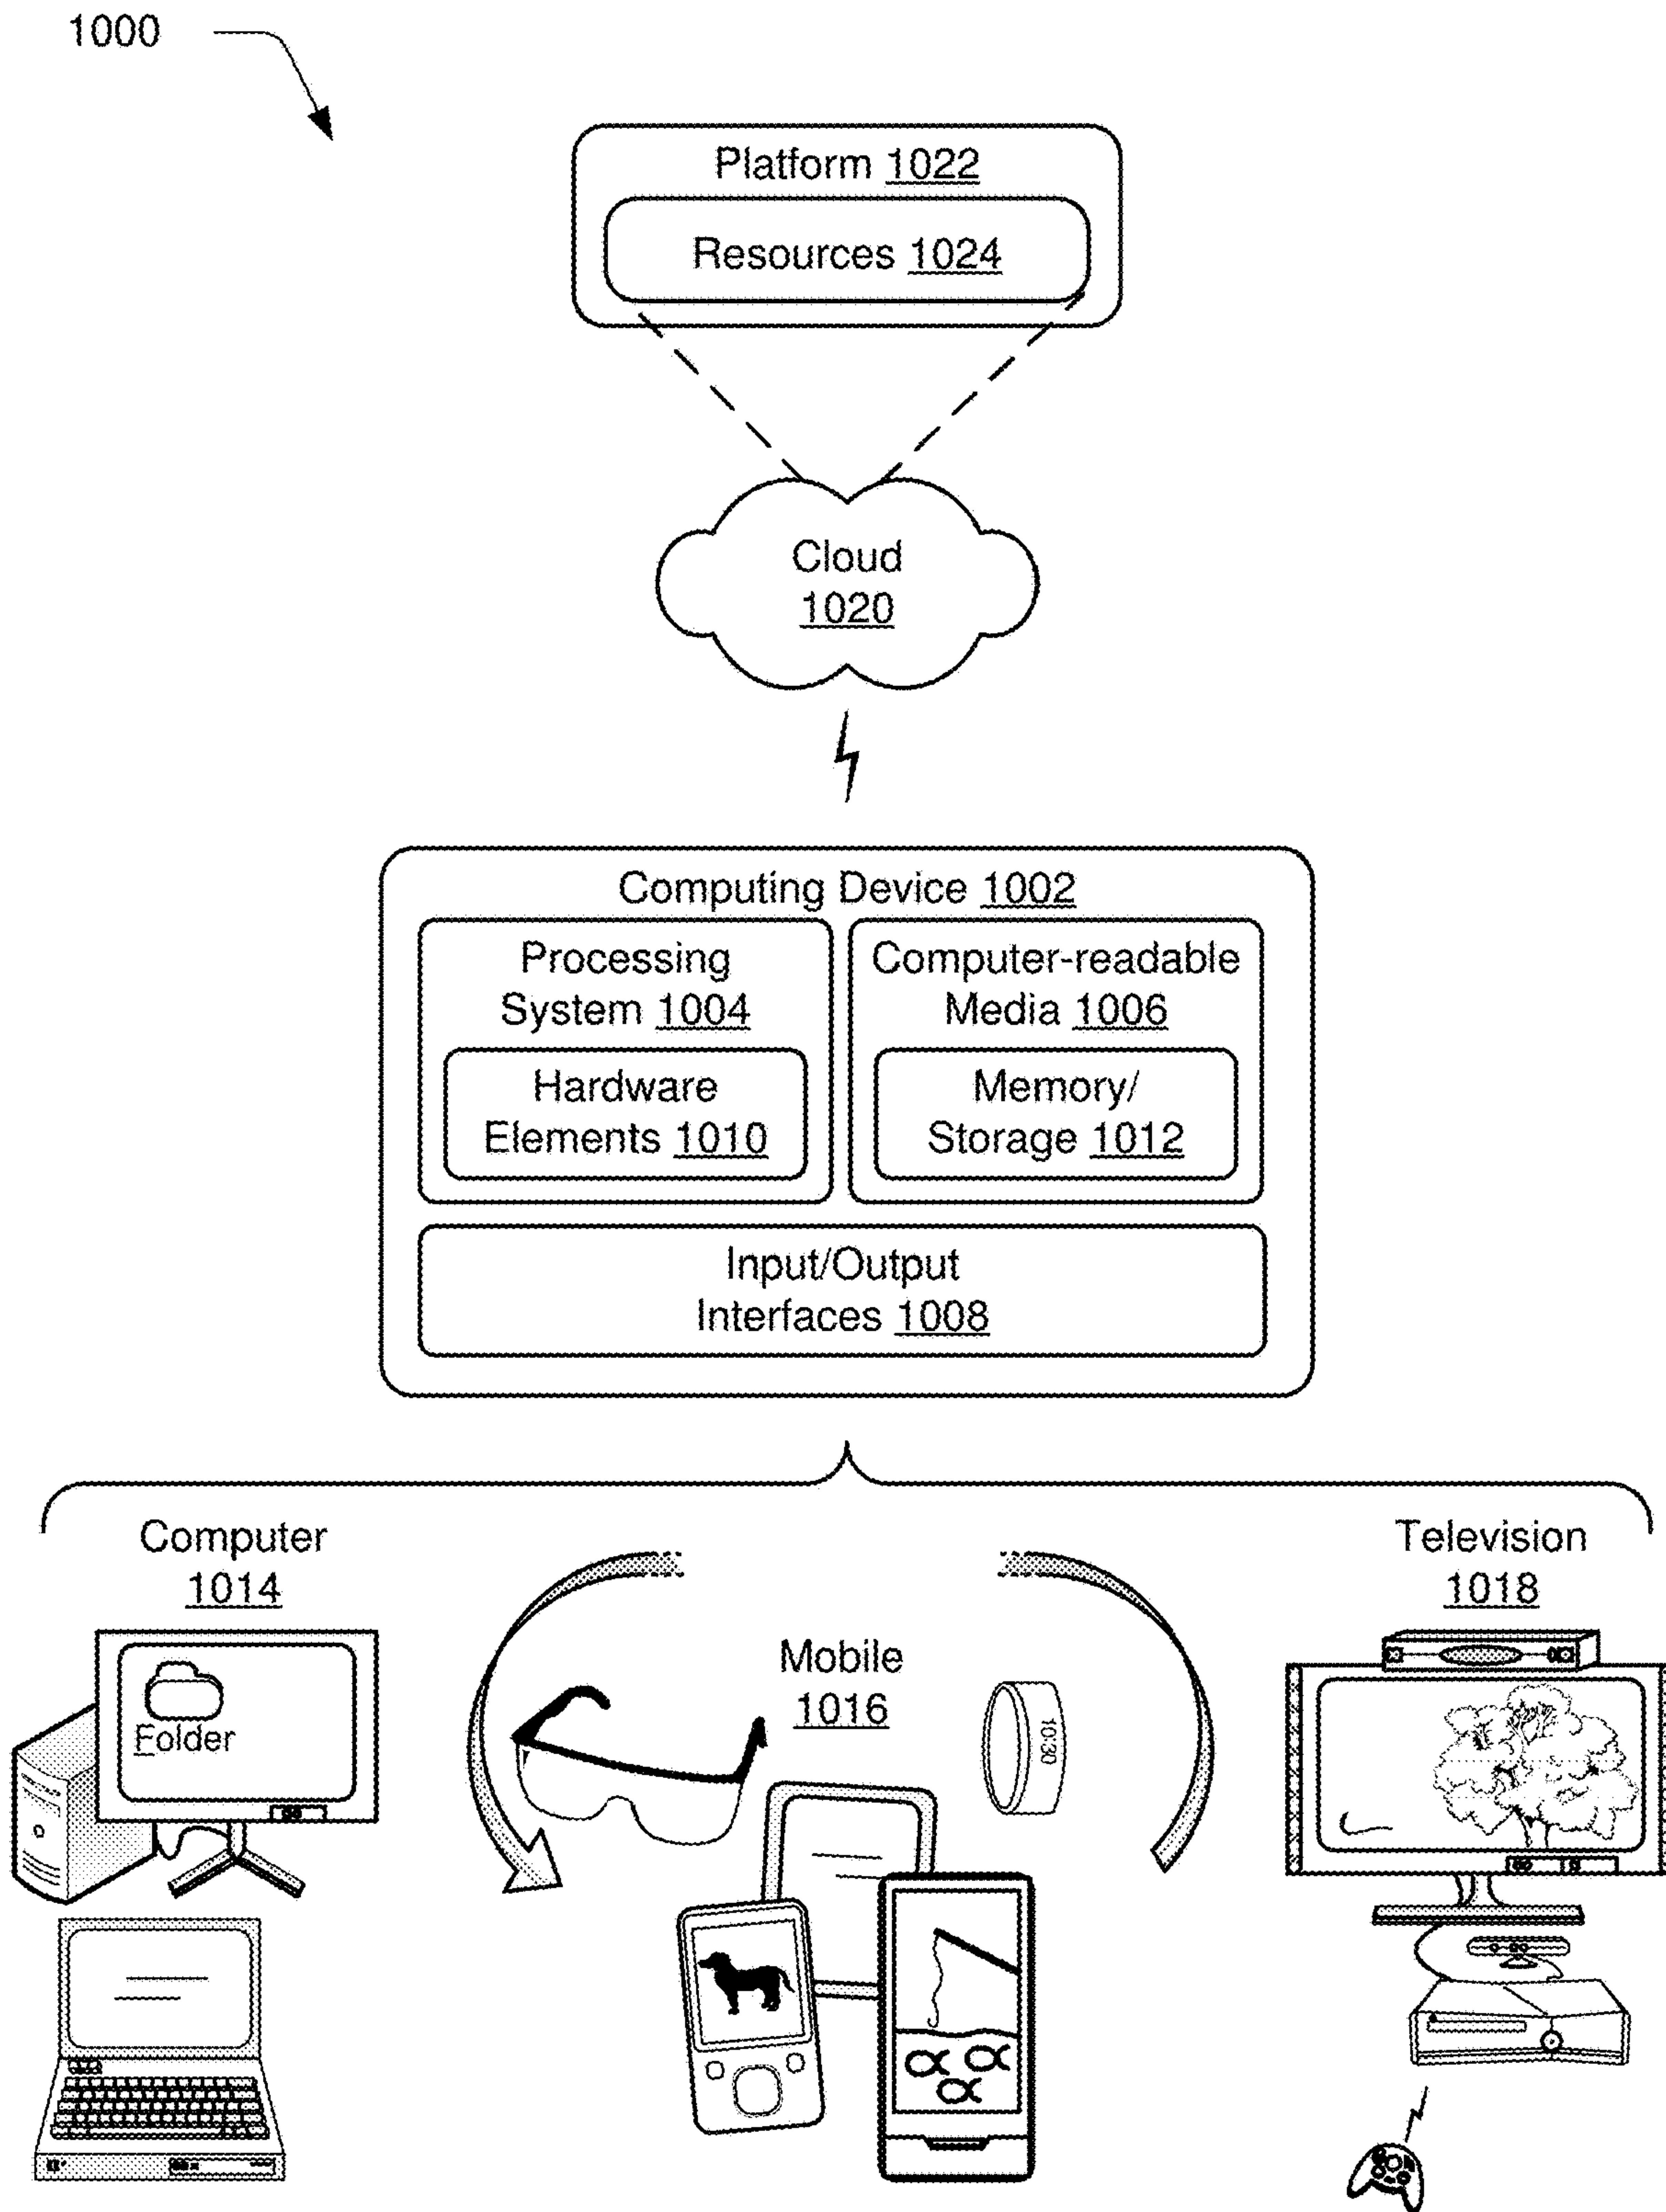 1000
Platform 1022
Resources 1024
Cloud
1020
Computing Device 1002
Processing
System 1004
Computer-readable
Media 1006
Hardware
Elements 1010
Memory/
Storage 1012
Input/Output
Interfaces 1008
Computer
1014
Mobile
1016
Television
1018
Folder
10:30